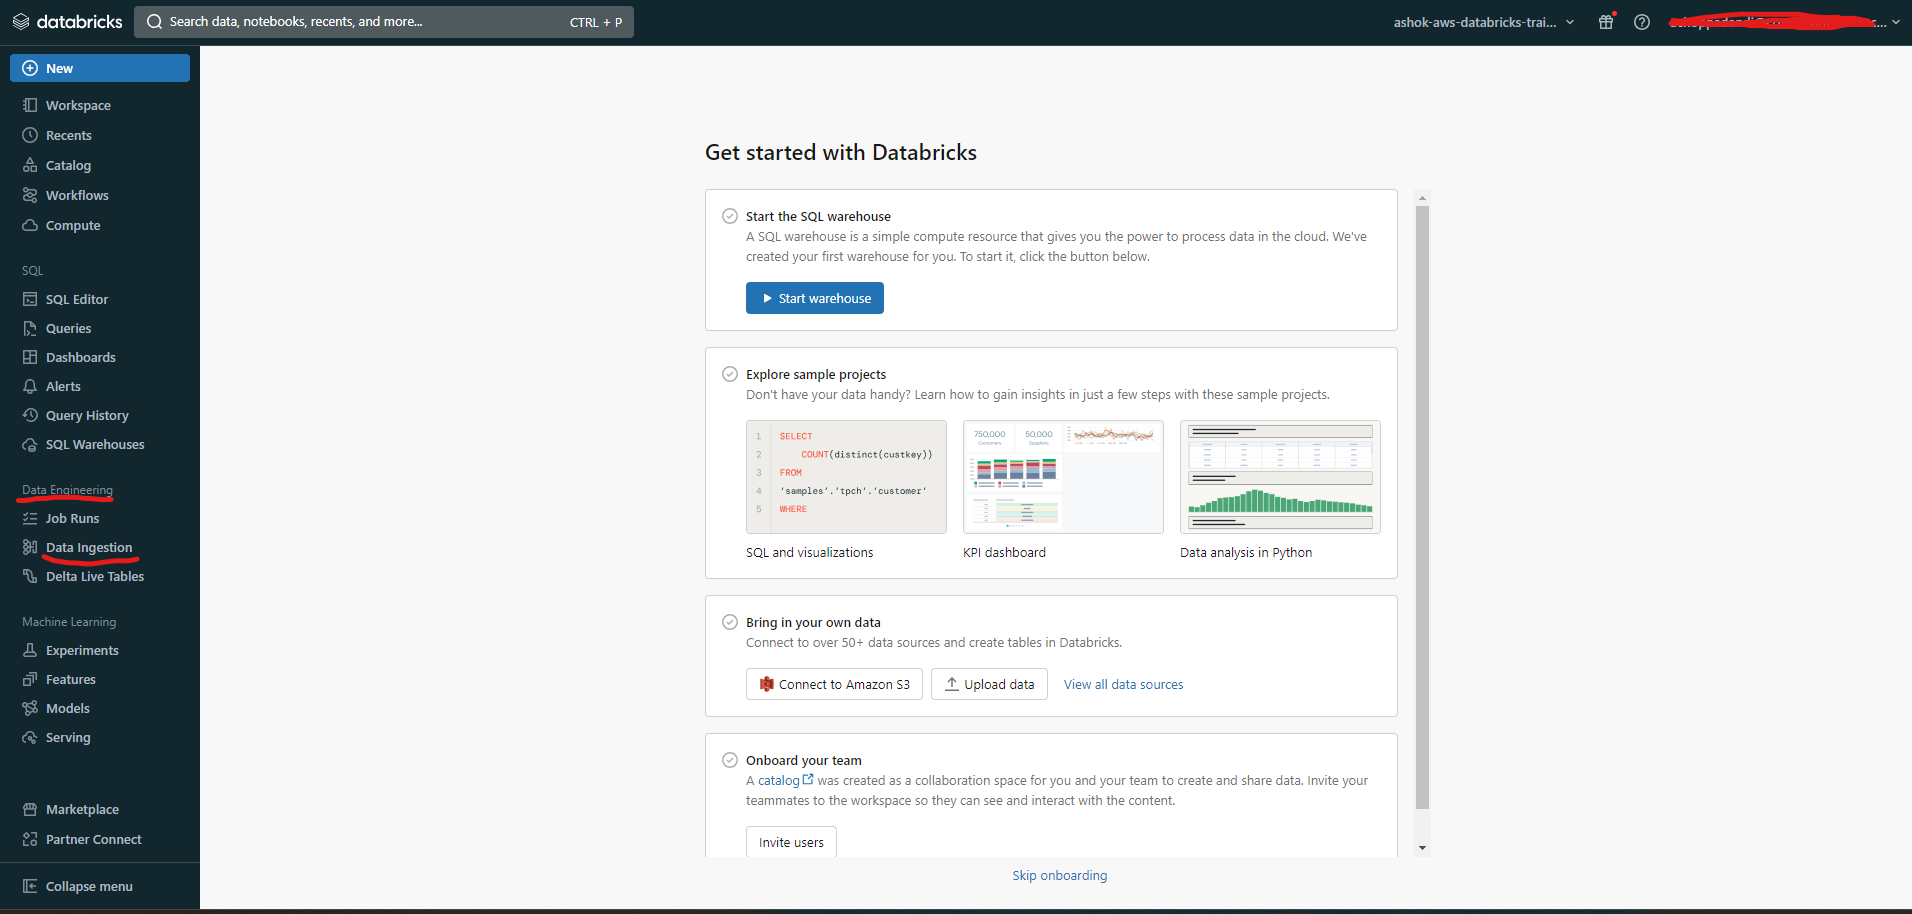 databricks
Search data, notebooks, recents, and more...
CTRL + P
ashok-aws-databricks-trai...
New
Workspace
Recents
Catalog
Workflows
Compute
SQL
SQL Editor
Queries
Dashboards
Alerts
Query History
SQL Warehouses
Data Engineering
Job Runs
Data Ingestion
Delta Live Tables
Machine Learning
Experiments
Features
Models
Serving
Marketplace
Partner Connect
Collapse menu
Get started with Databricks
Start the SQL warehouse
A SQL warehouse is a simple compute resource that gives you the power to process data in the cloud. We've
created your first warehouse for you. To start it, click the button below.
Start warehouse
Explore sample projects
Don't have your data handy? Learn how to gain insights in just a few steps with these sample projects.
1 SELECT
2 COUNT(distinct(custkey))
3 FROM
4 'samples'.'tpch'.'customer'
5 WHERE
750,000
Customers
50,000
Suppliers
SQL and visualizations
KPI dashboard
Data analysis in Python
Bring in your own data
Connect to over 50+ data sources and create tables in Databricks.
Connect to Amazon S3
Upload data
View all data sources
Onboard your team
A catalog was created as a collaboration space for you and your team to create and share data. Invite your
teammates to the workspace so they can see and interact with the content.
Invite users
Skip onboarding